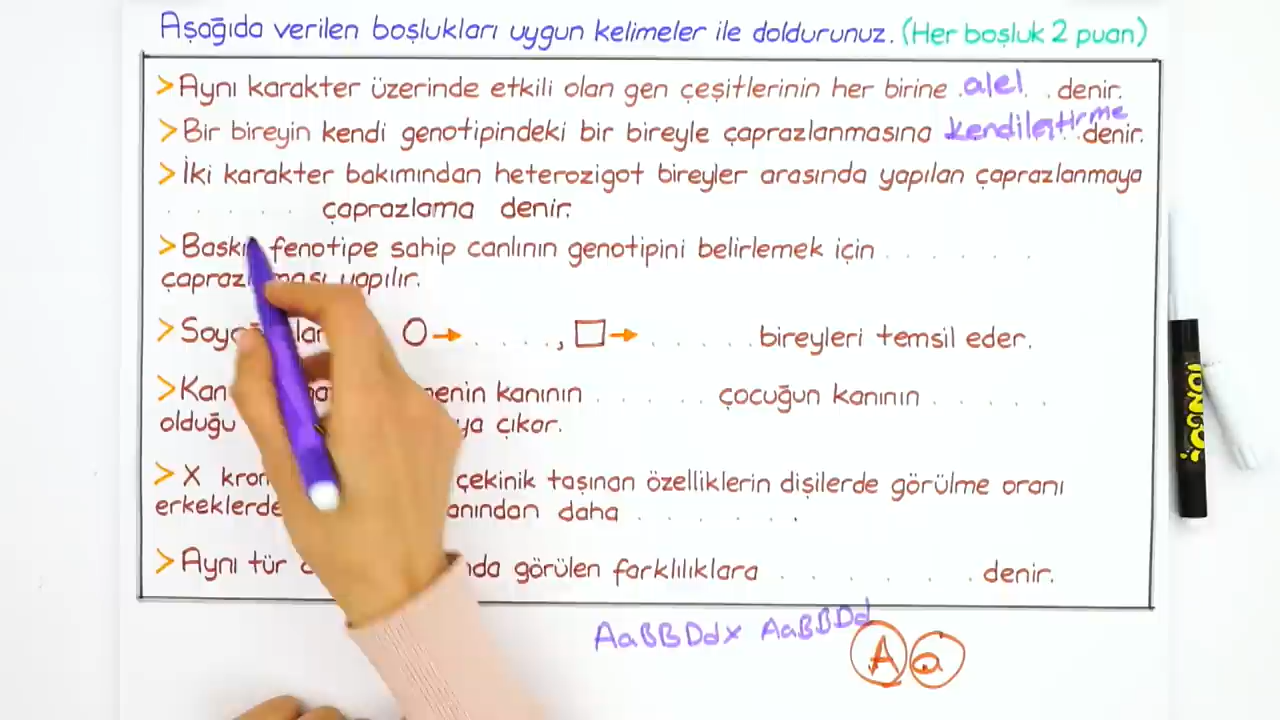 Aşağıda verilen boşlukları uygun kelimeler ile doldurunuz. (Her boşluk 2 puan)
> Aynı karakter üzerinde etkili olan gen çeşitlerinin her birine .alel. . denir.
> Bir bireyin kendi genotipindeki bir bireyle çaprazlanmasına kendileştirme denir.
> İki karakter bakımından heterozigot bireyler arasında yapılan çaprazlanmaya
. . . . . çaprazlama denir.
> Baskın fenotipe sahip canlının genotipini belirlemek için . . . . . .
yapılır.
> O→ . . . . , □→ . . . . . bireyleri temsil eder.
> Kan kanının . . . . . çocuğun kanının . . . . .
olduğu çıkar.
> X çekinik taşınan özelliklerin dişilerde görülme oranı
erkeklerde daha . . . . . .
> Aynı tür görülen farklılıklara . . . . . . denir.
AaBBDd x AaBBDd
A a
TONGUÇ